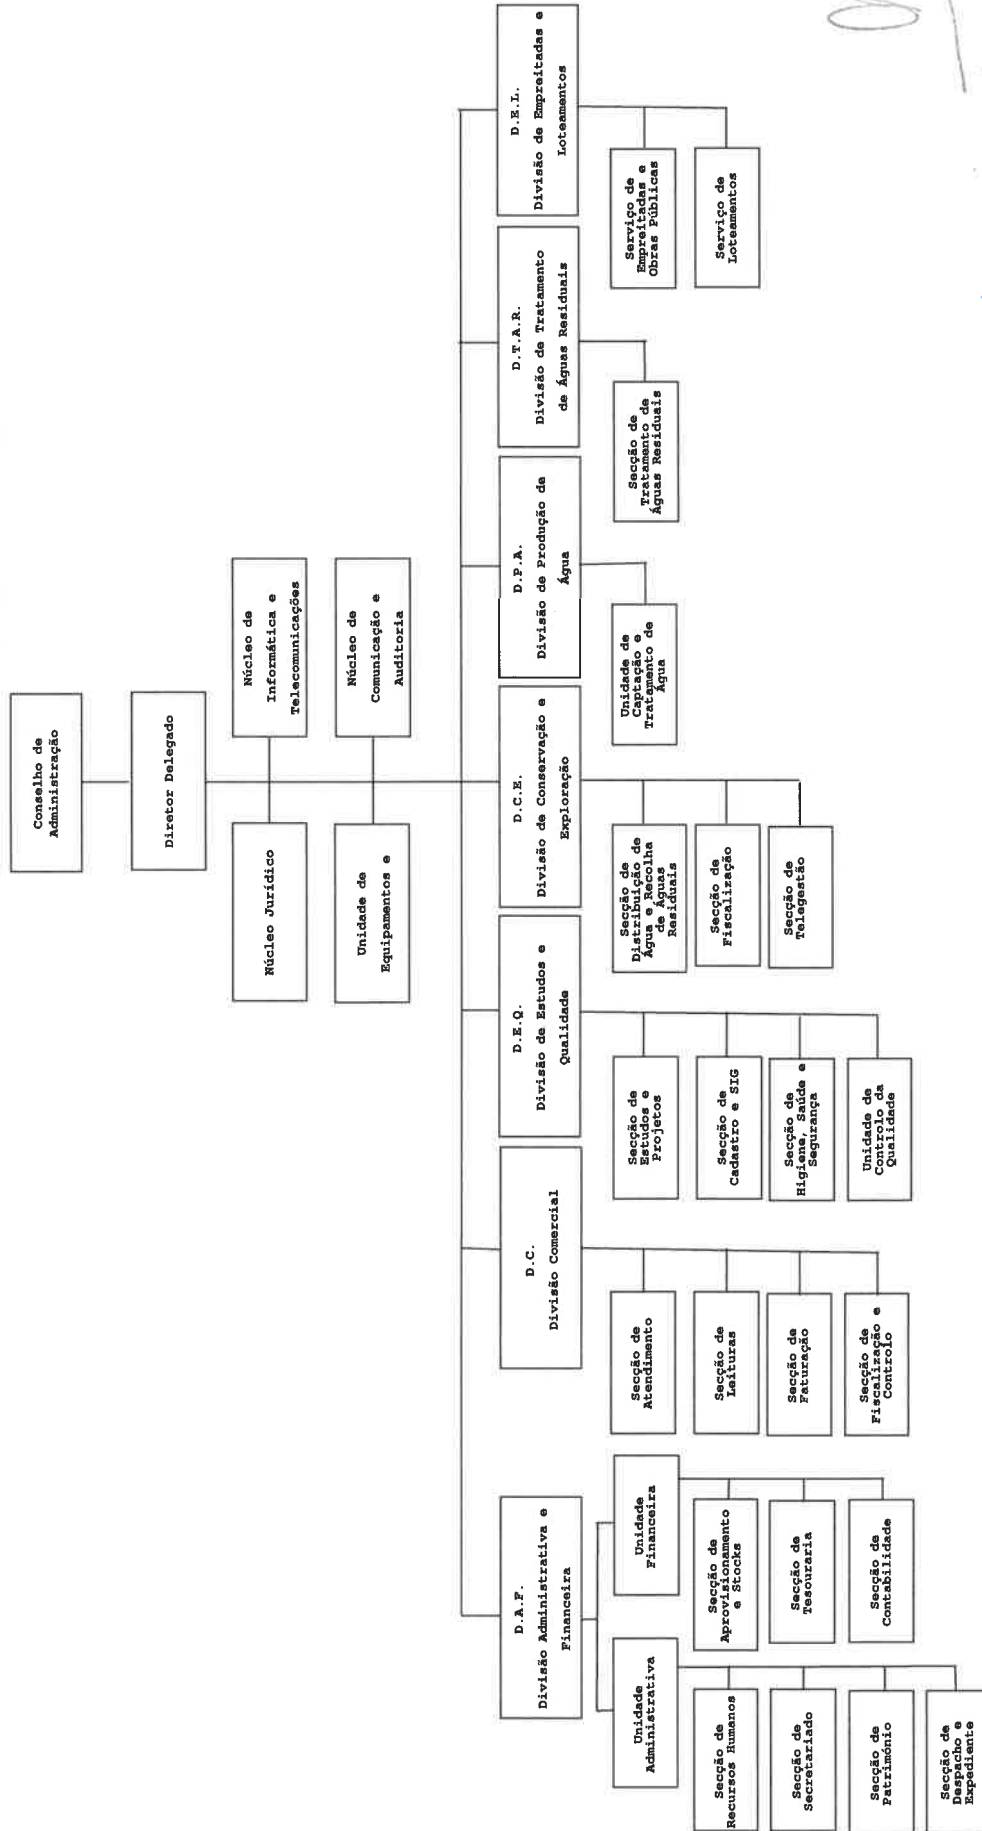 Conselho de
Administração
Diretor Delegado
Núcleo Jurídico
Núcleo de
Informática e
Telecomunicações
Unidade de
Equipamentos e
Núcleo de
Comunicação e
Auditoria
D.A.F.
Divisão Administrativa e
Financeira
D.C.
Divisão Comercial
D.E.Q.
Divisão de Estudos e
Qualidade
D.C.E.
Divisão de Conservação e
Exploração
D.P.A.
Divisão de Produção de
Água
D.T.A.R.
Divisão de Tratamento
de Águas Residuais
D.E.L.
Divisão de Empreitadas e
Loteamentos
Unidade
Administrativa
Secção de
Recursos Humanos
Secção de
Secretariado
Secção de
Património
Secção de
Despacho e
Expediente
Unidade
Financeira
Secção de
Aprovisionamento
e Stocks
Secção de
Tesouraria
Secção de
Contabilidade
Secção de
Atendimento
Secção de
Leituras
Secção de
Faturação
Secção de
Fiscalização e
Controlo
Secção de
Estudos e
Projetos
Secção de
Cadastro e SIG
Secção de
Higiene, Saúde e
Segurança
Unidade de
Controlo da
Qualidade
Secção de
Distribuição de
Água e Recolha
de Águas
Residuais
Secção de
Fiscalização
Secção de
Telegestão
Unidade de
Captação e
Tratamento de
Água
Secção de
Tratamento de
Águas Residuais
Serviço de
Empreitadas e
Obras Públicas
Serviço de
Loteamentos